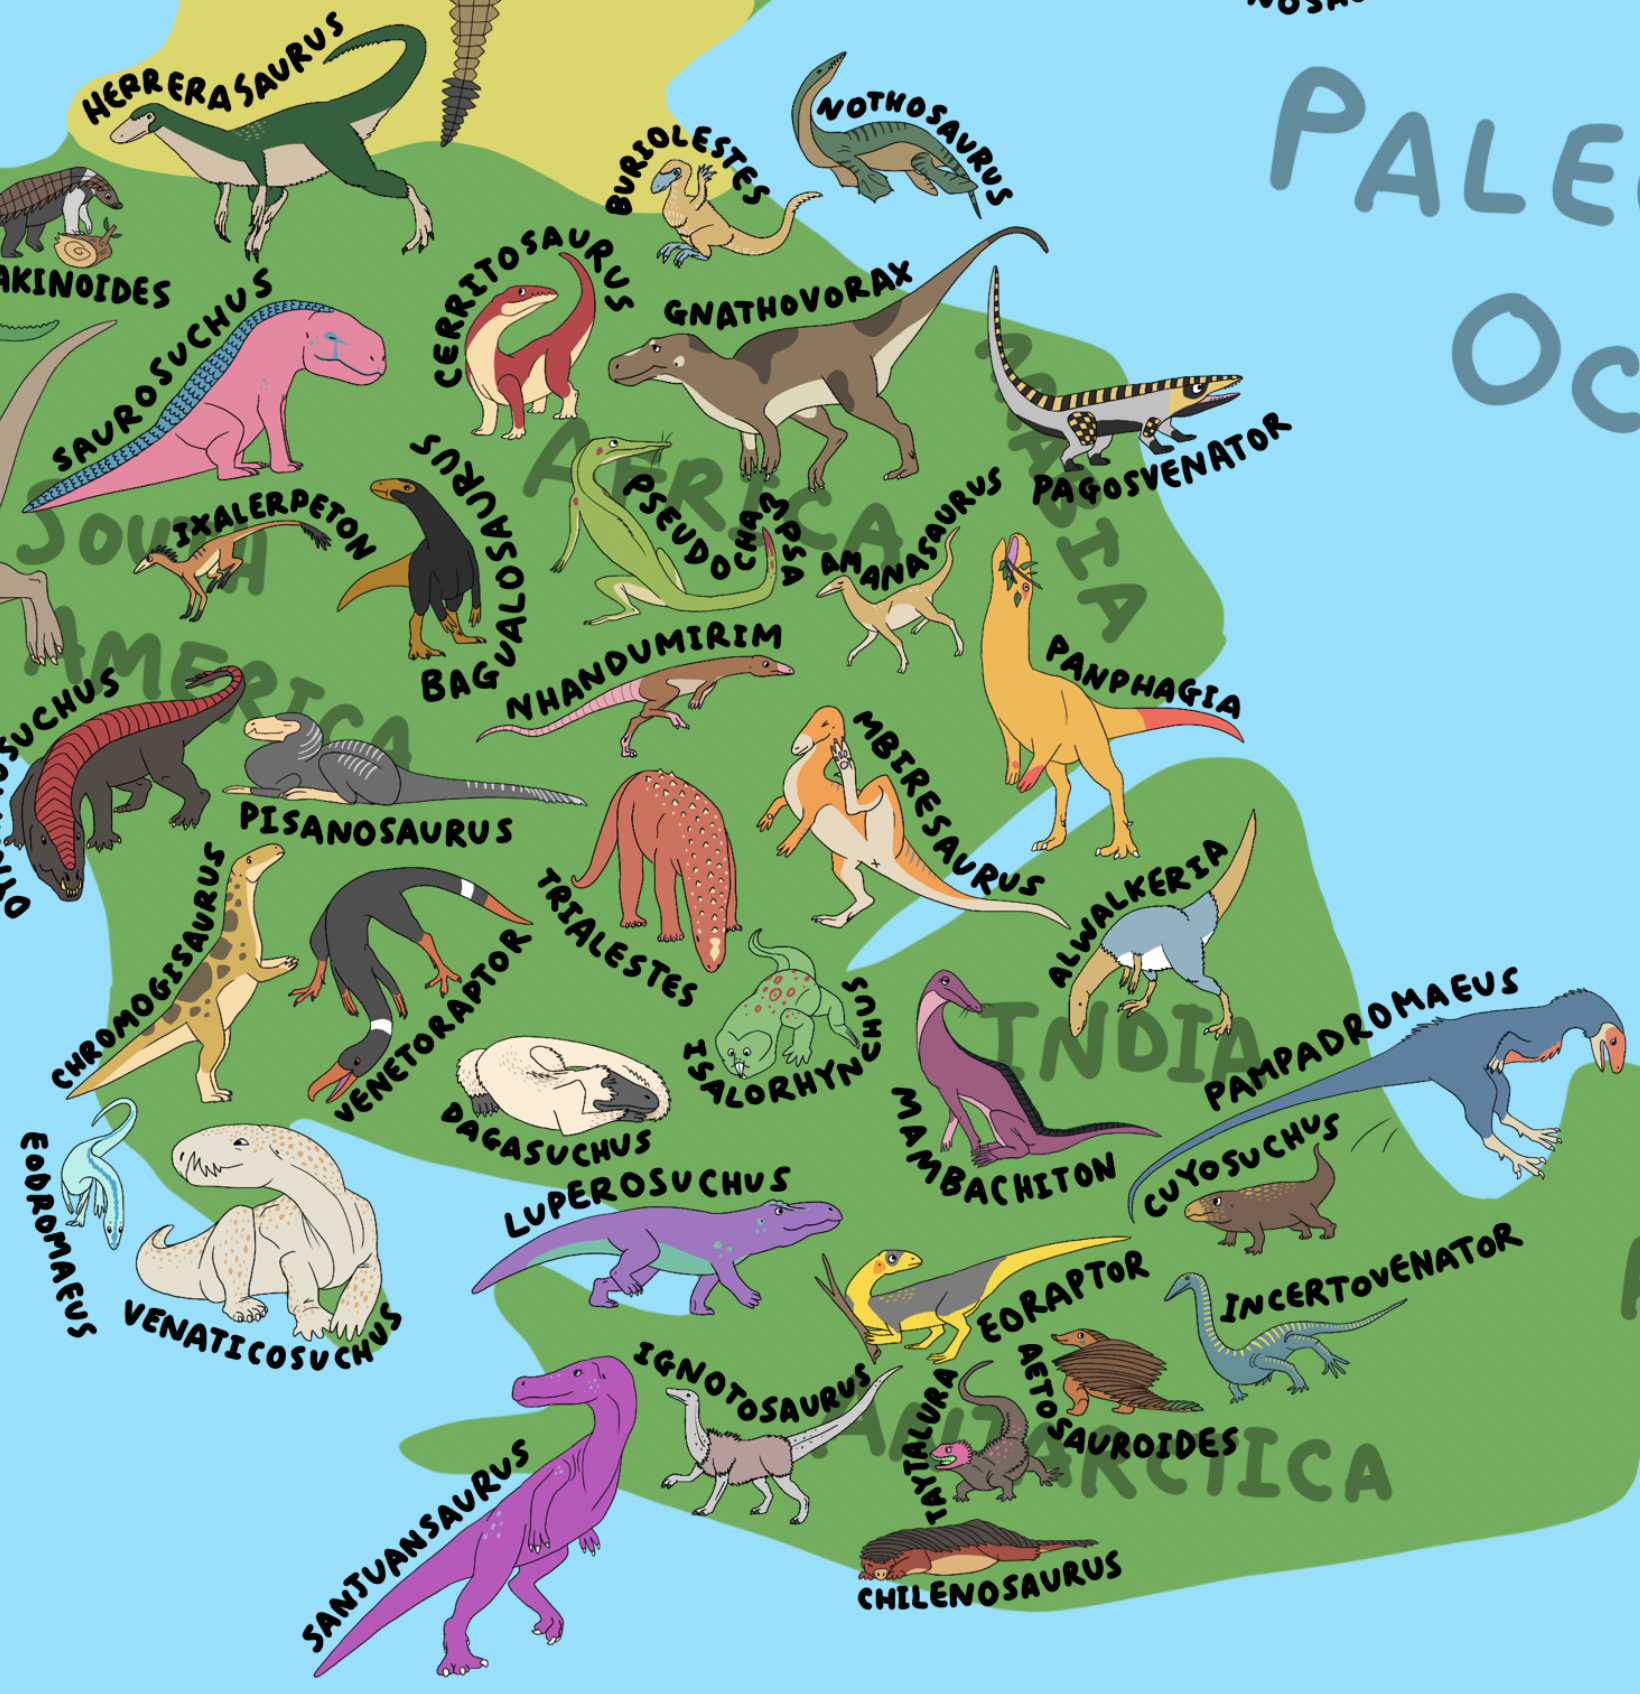 HERRERASAURUS
NOTHOSAURUS
BURIOLESTES
PALE
OC
AKINOIDES
SAUROSUCHUS
CERRITOSAURUS
GNATHOVORAX
PAGOSVENATOR
ARABIA
AFRICA
SOUTH
AMERICA
IXALERPETON
BAGUALOSAURUS
PSEUDOCHAMPSA
AMANASAURUS
PANPHAGIA
NHANDUMIRIM
MBIRESAURUS
SUCHUS
PISANOSAURUS
CHROMOGISAURUS
VENETORAPTOR
TRIALESTES
ALWALKERIA
INDIA
ISALORHYNCHUS
MAMBACHITON
PAMPADROMAEUS
DAGASUCHUS
EODROMAEUS
VENATICOSUCHUS
LUPEROSUCHUS
CUYOSUCHUS
EORAPTOR
INCERTOVENATOR
IGNOTOSAURUS
TAYTALURA
AETOSAUROIDES
ANTARCTICA
SANJUANSAURUS
CHILENOSAURUS